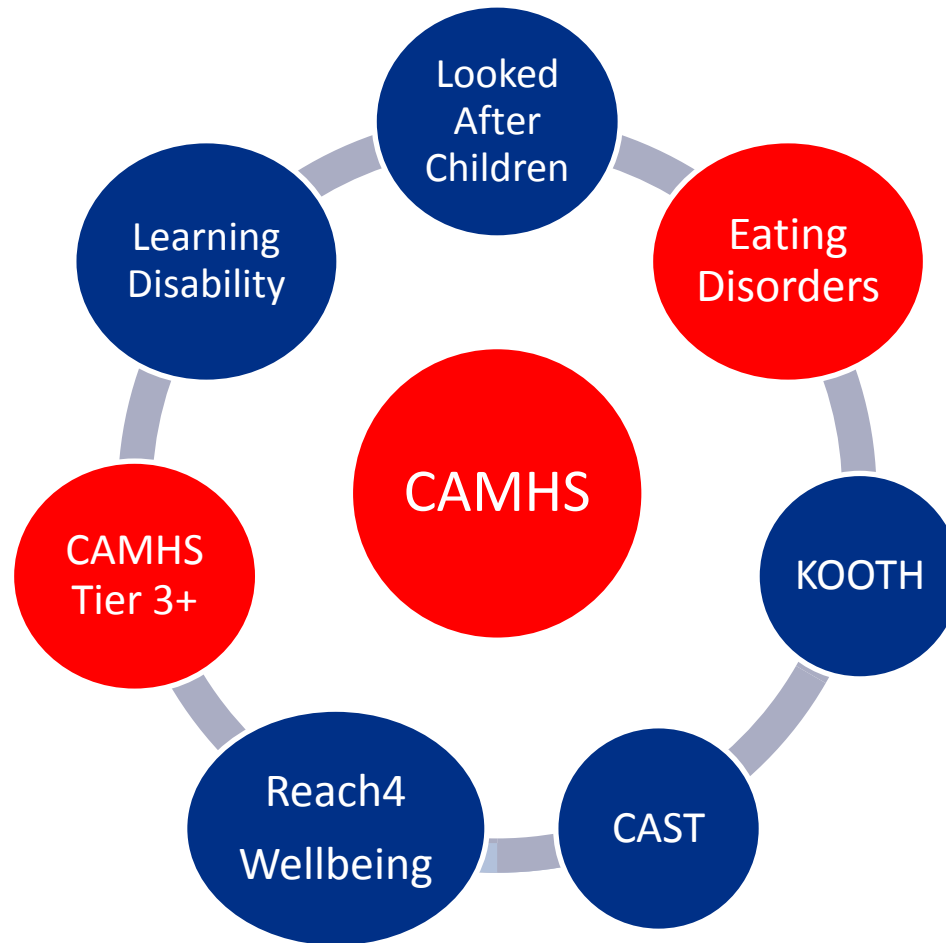 Looked
After
Children
Eating
Disorders
KOOTH
CAST
Reach4
Wellbeing
CAMHS
Tier 3+
Learning
Disability
CAMHS